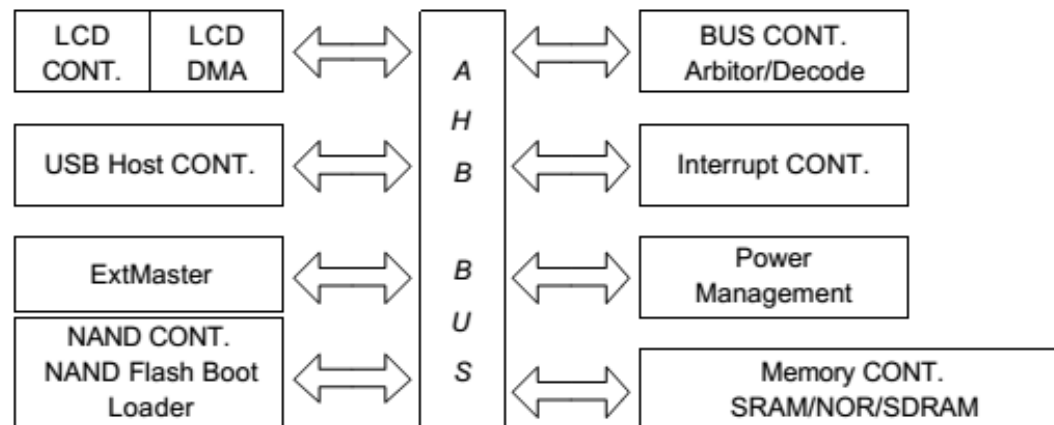 LCD
CONT.
LCD
DMA
USB Host CONT.
ExtMaster
NAND CONT.
NAND Flash Boot
Loader
A
H
B
B
U
S
BUS CONT.
Arbitor/Decode
Interrupt CONT.
Power
Management
Memory CONT.
SRAM/NOR/SDRAM